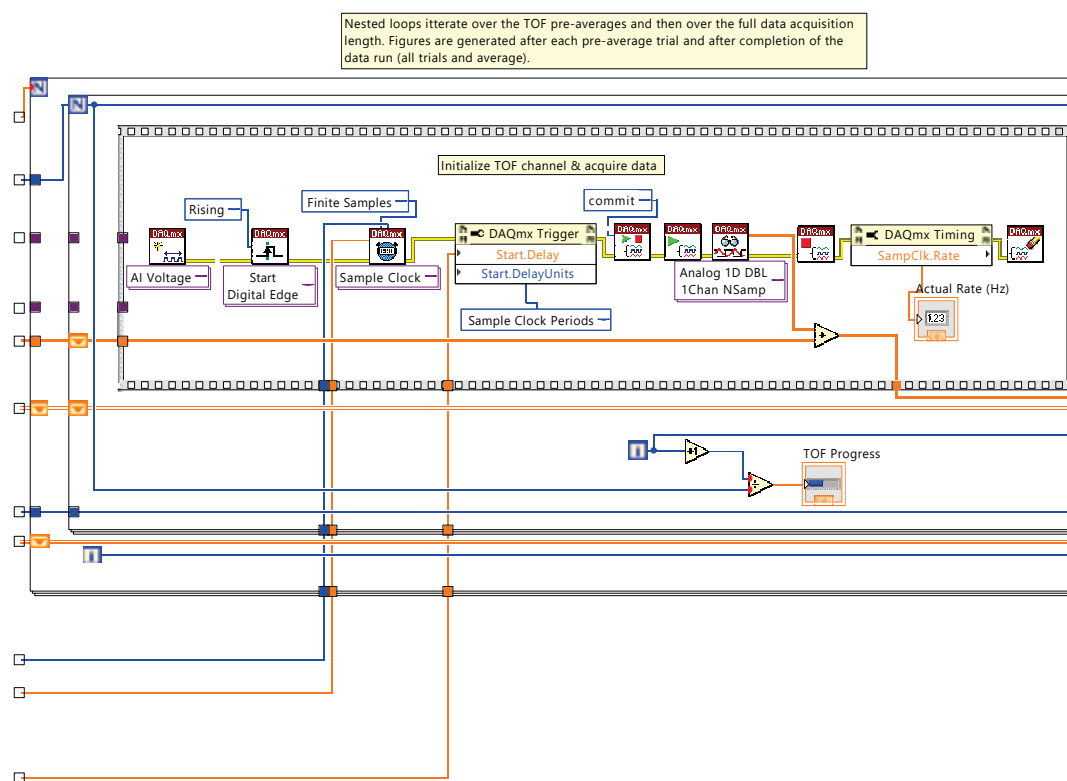 Nested loops itterate over the TOF pre-averages and then over the full data acquisition
length. Figures are generated after each pre-average trial and after completion of the
data run (all trials and average).
N
N
Initialize TOF channel & acquire data
Rising
Finite Samples
commit
DAQmx
DAQmx
DAQmx
DAQmx Trigger
DAQmx
DAQmx
DAQmx
DAQmx
DAQmx Timing
DAQmx
Start.Delay
SampClk.Rate
AI Voltage
Start
Digital Edge
Sample Clock
Start.DelayUnits
Analog 1D DBL
1Chan NSamp
Actual Rate (Hz)
Sample Clock Periods
1.23
+
i
+1
TOF Progress
÷
i